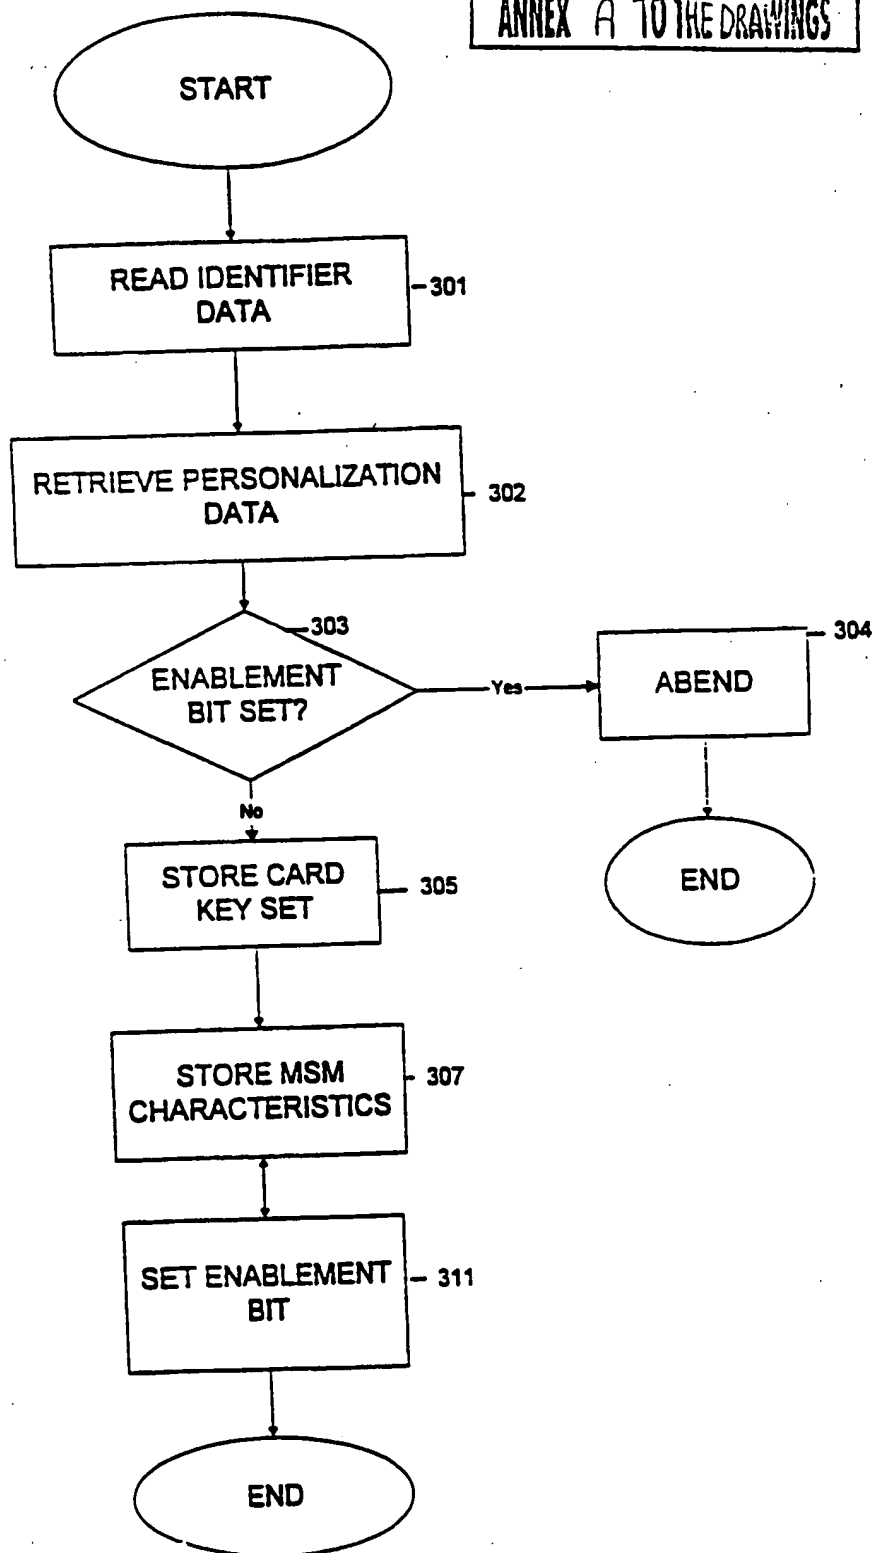 ANNEX A TO THE DRAWINGS
START
READ IDENTIFIER
DATA
301
RETRIEVE PERSONALIZATION
DATA
302
303
ENABLEMENT
BIT SET?
Yes
304
ABEND
END
No
STORE CARD
KEY SET
305
STORE MSM
CHARACTERISTICS
307
SET ENABLEMENT
BIT
311
END